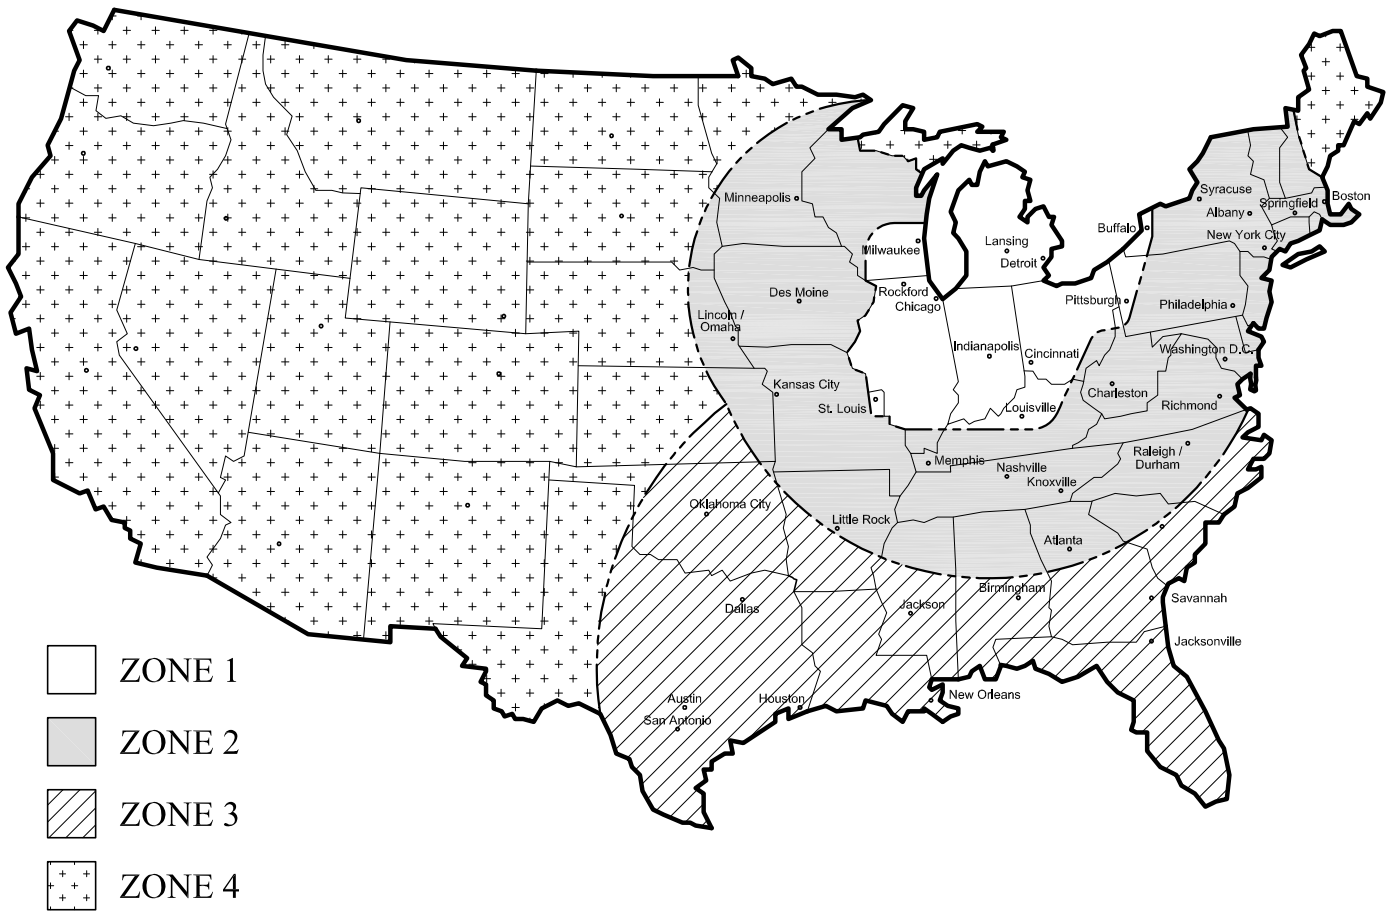 Syracuse
Boston
Minneapolis
Springfield
Albany
Buffalo
New York City
Milwaukee
Lansing
Detroit
Rockford
Chicago
Des Moine
Pittsburgh
Philadelphia
Lincoln /
Omaha
Indianapolis
Cincinnati
Washington D.C.
Kansas City
Charleston
St. Louis
Louisville
Richmond
Memphis
Nashville
Knoxville
Raleigh /
Durham
Oklahoma City
Little Rock
Atlanta
Birmingham
Dallas
Jackson
Savannah
Jacksonville
Austin
Houston
New Orleans
San Antonio
ZONE 1
ZONE 2
ZONE 3
ZONE 4